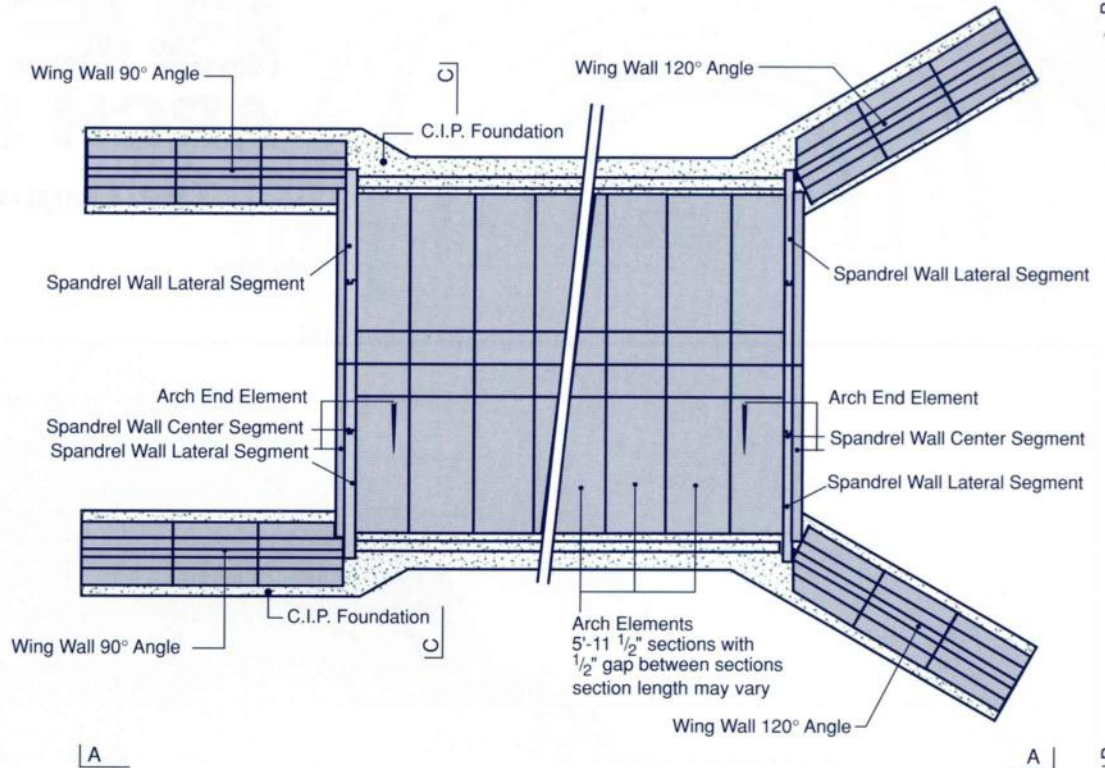 Wing Wall 90° Angle
C
Wing Wall 120° Angle
C.I.P. Foundation
Spandrel Wall Lateral Segment
Spandrel Wall Lateral Segment
Arch End Element
Spandrel Wall Center Segment
Spandrel Wall Lateral Segment
Arch End Element
Spandrel Wall Center Segment
Spandrel Wall Lateral Segment
C.I.P. Foundation
C
Wing Wall 90° Angle
Arch Elements
5'-11 1/2" sections with
1/2" gap between sections
section length may vary
Wing Wall 120° Angle
A
A